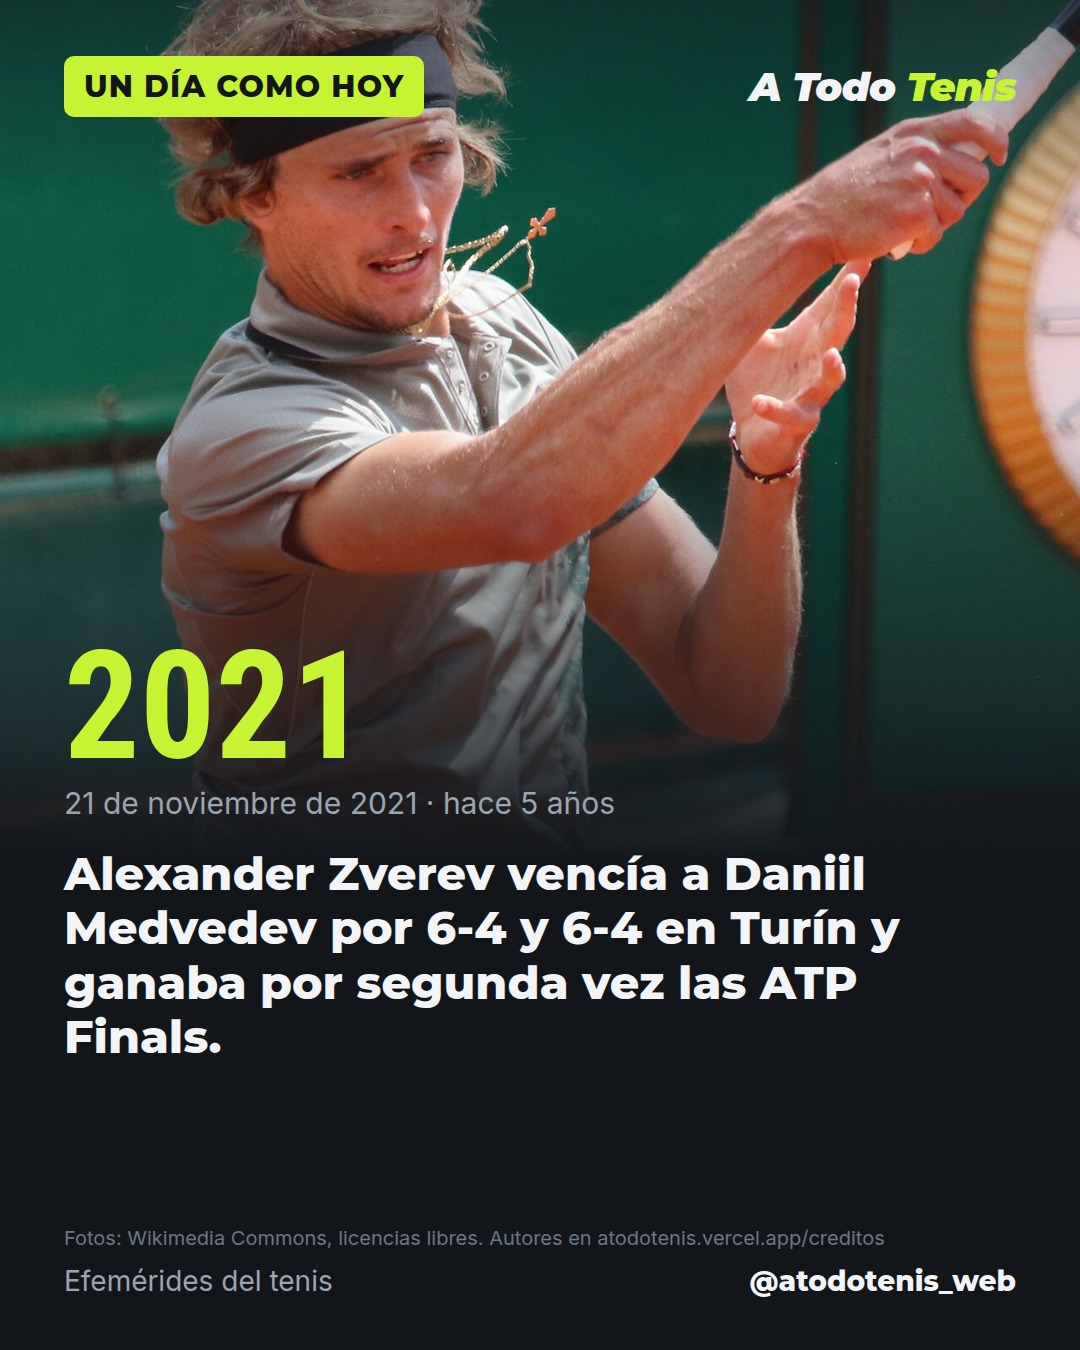 UN DÍA COMO HOY
A Todo Tenis
2021
21 de noviembre de 2021 · hace 5 años
Alexander Zverev vencía a Daniil
Medvedev por 6-4 y 6-4 en Turín y
ganaba por segunda vez las ATP
Finals.
Fotos: Wikimedia Commons, licencias libres. Autores en atodotenis.vercel.app/creditos
Efemérides del tenis
@atodotenis_web